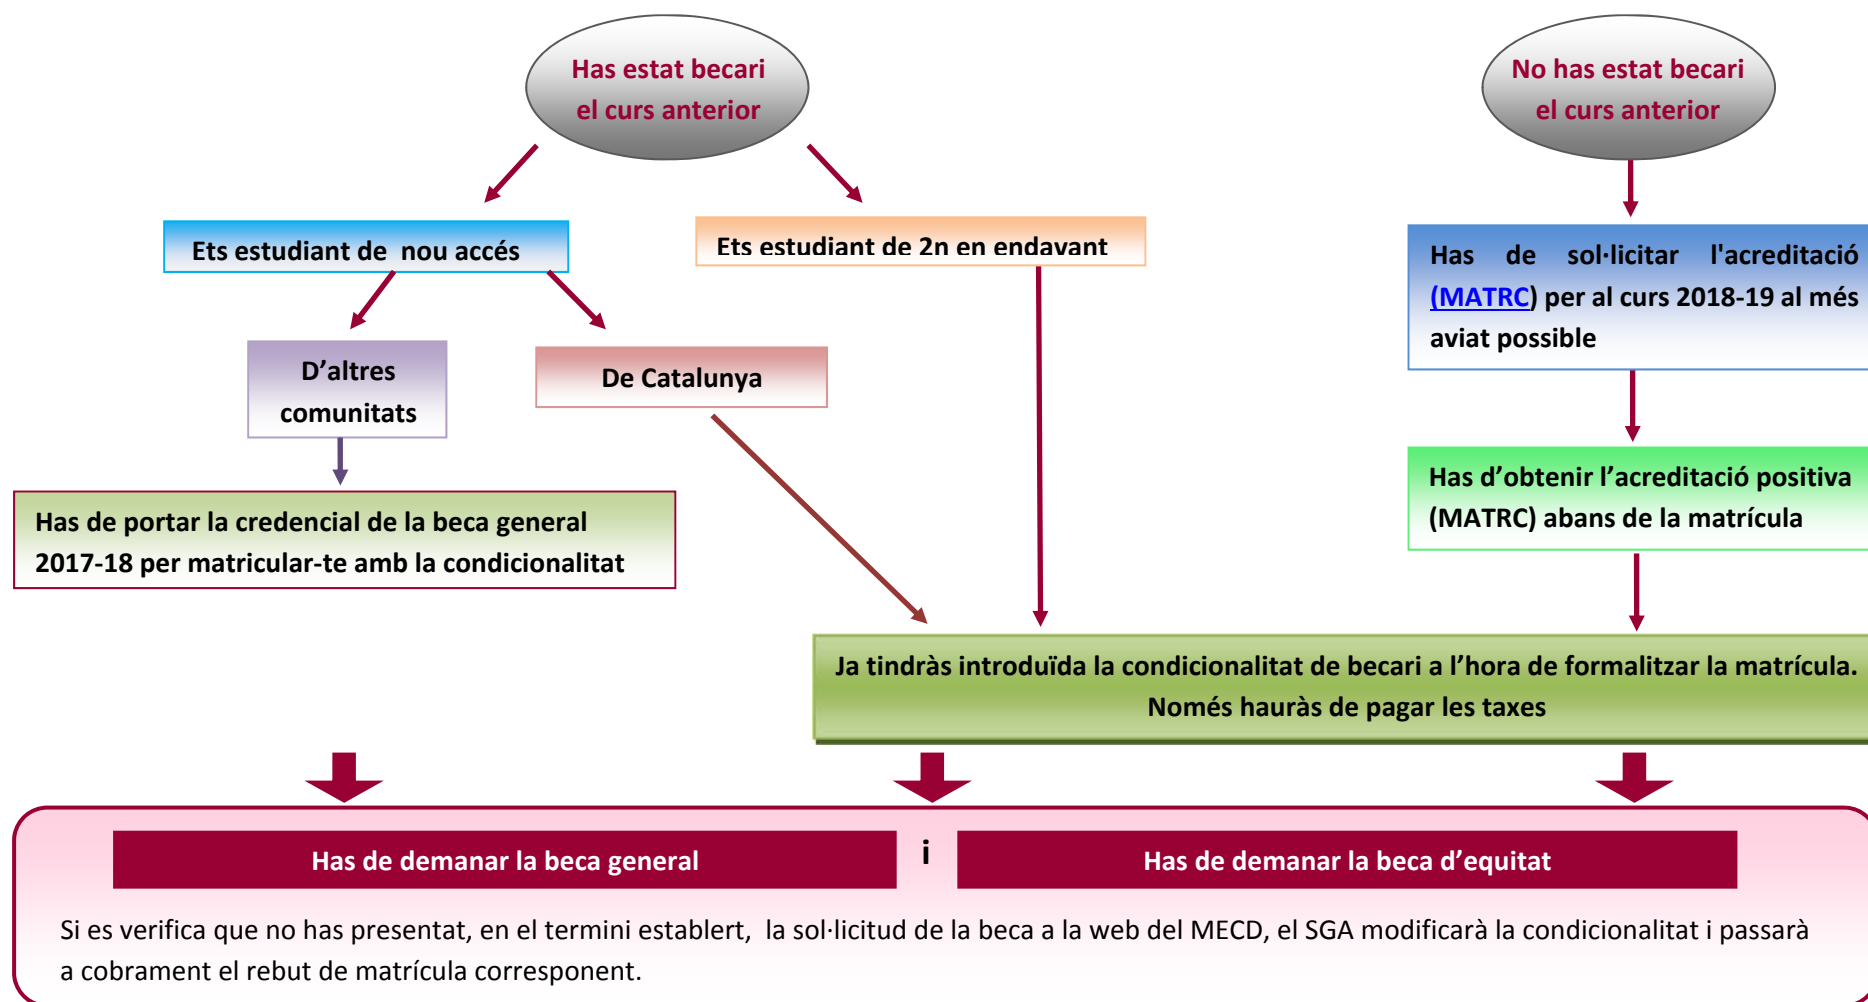 Has estat becari
el curs anterior
No has estat becari
el curs anterior
Ets estudiant de nou accés
Ets estudiant de 2n en endavant
Has de sol·licitar l'acreditació
(MATRC) per al curs 2018-19 al més
aviat possible
D’altres
comunitats
De Catalunya
Has d’obtenir l’acreditació positiva
(MATRC) abans de la matrícula
Has de portar la credencial de la beca general
2017-18 per matricular-te amb la condicionalitat
Ja tindràs introduïda la condicionalitat de becari a l’hora de formalitzar la matrícula.
Només hauràs de pagar les taxes
Has de demanar la beca general
i
Has de demanar la beca d’equitat
Si es verifica que no has presentat, en el termini establert, la sol·licitud de la beca a la web del MECD, el SGA modificarà la condicionalitat i passarà
a cobrament el rebut de matrícula corresponent.